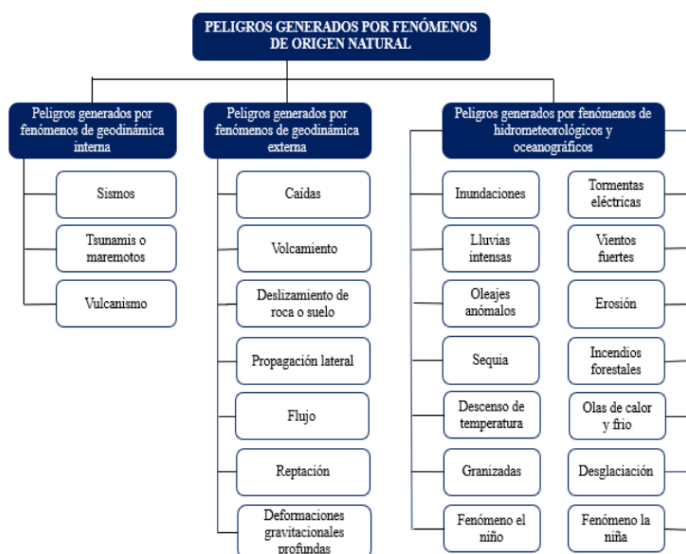 PELIGROS GENERADOS POR FENÓMENOS
DE ORIGEN NATURAL
Peligros generados por
fenómenos de geodinámica
interna
Sismos
Tsunamis o
maremotos
Vulcanismo
Peligros generados por
fenómenos de geodinámica
externa
Caídas
Volcamiento
Deslizamiento de
roca o suelo
Propagación lateral
Flujo
Reptación
Deformaciones
gravitacionales
profundas
Peligros generados por fenómenos de
hidrometeorológicos y
oceanográficos
Inundaciones
Lluvias
intensas
Oleajes
anómalos
Sequia
Descenso de
temperatura
Granizadas
Fenómeno el
niño
Tormentas
eléctricas
Vientos
fuertes
Erosión
Incendios
forestales
Olas de calor
y frio
Desglaciación
Fenómeno la
niña